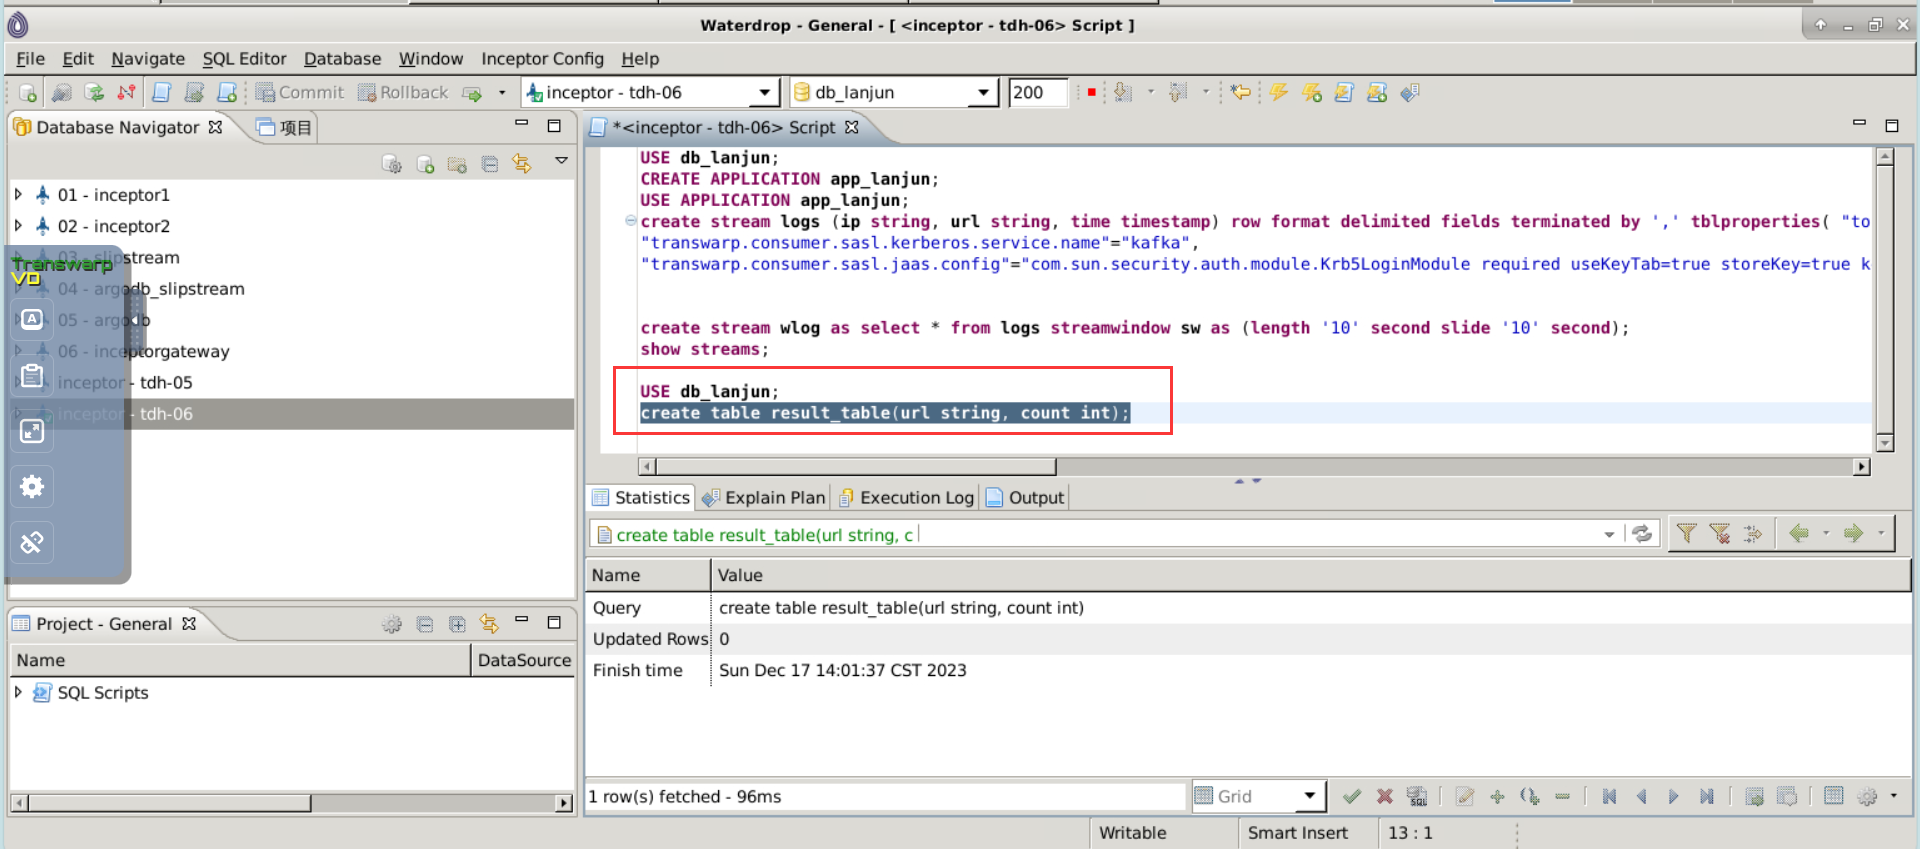 Waterdrop - General - [ <inceptor - tdh-06> Script ]
File Edit Navigate SQL Editor Database Window Inceptor Config Help
Commit Rollback inceptor - tdh-06 db_lanjun 200
Database Navigator 项目
*<inceptor - tdh-06> Script
01 - inceptor1
02 - inceptor2
03 - slipstream
04 - argodb_slipstream
05 - argodb
06 - inceptorgateway
inceptor - tdh-05
inceptor - tdh-06
Transwarp
VD
USE db_lanjun;
CREATE APPLICATION app_lanjun;
USE APPLICATION app_lanjun;
create stream logs (ip string, url string, time timestamp) row format delimited fields terminated by ',' tblproperties( "to
"transwarp.consumer.sasl.kerberos.service.name"="kafka",
"transwarp.consumer.sasl.jaas.config"="com.sun.security.auth.module.Krb5LoginModule required useKeyTab=true storeKey=true k
create stream wlog as select * from logs streamwindow sw as (length '10' second slide '10' second);
show streams;
USE db_lanjun;
create table result_table(url string, count int);
Statistics Explain Plan Execution Log Output
create table result_table(url string, c
Name Value
Query create table result_table(url string, count int)
Updated Rows 0
Finish time Sun Dec 17 14:01:37 CST 2023
Project - General
Name DataSource
SQL Scripts
1 row(s) fetched - 96ms
Grid
Writable Smart Insert 13 : 1